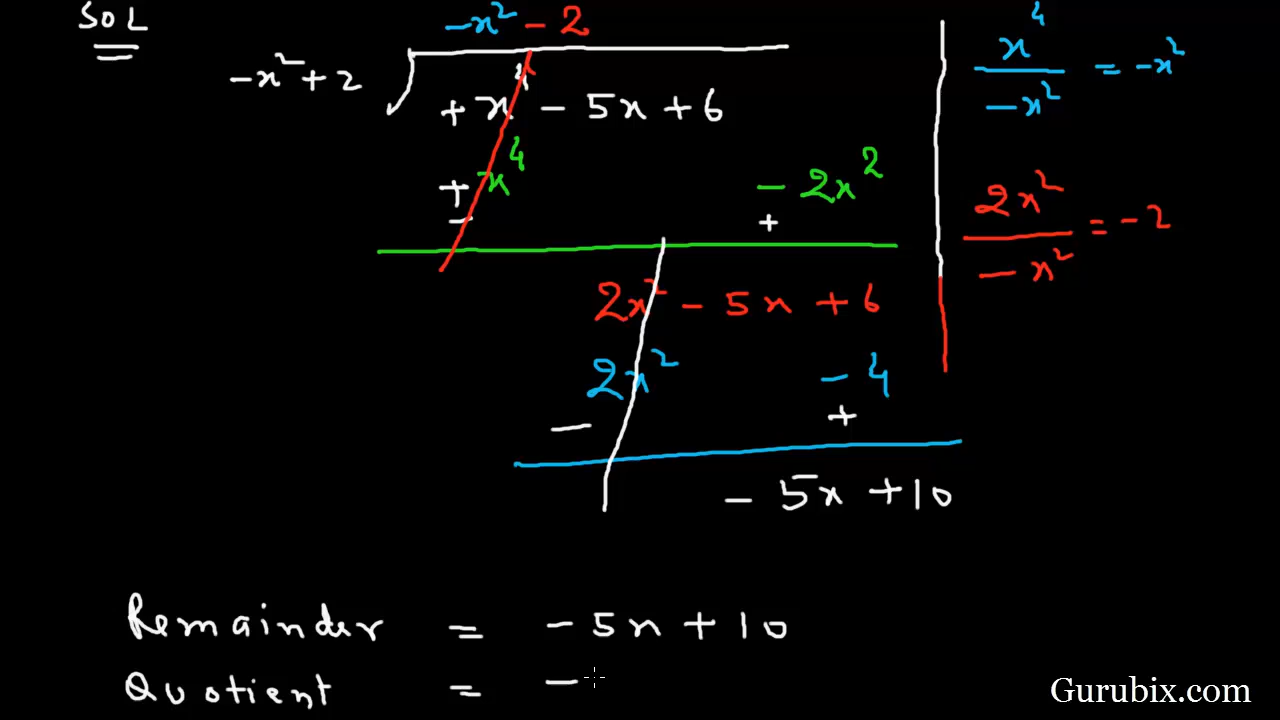 SOL
-x² - 2
-x² + 2
+ x⁴ - 5x + 6
+ x⁴ - 2x²
- +
2x² - 5x + 6
2x² - 4
- +
- 5x + 10
x⁴ / -x² = -x²
2x² / -x² = -2
Remainder = - 5x + 10
Quotient = -
Gurubix.com